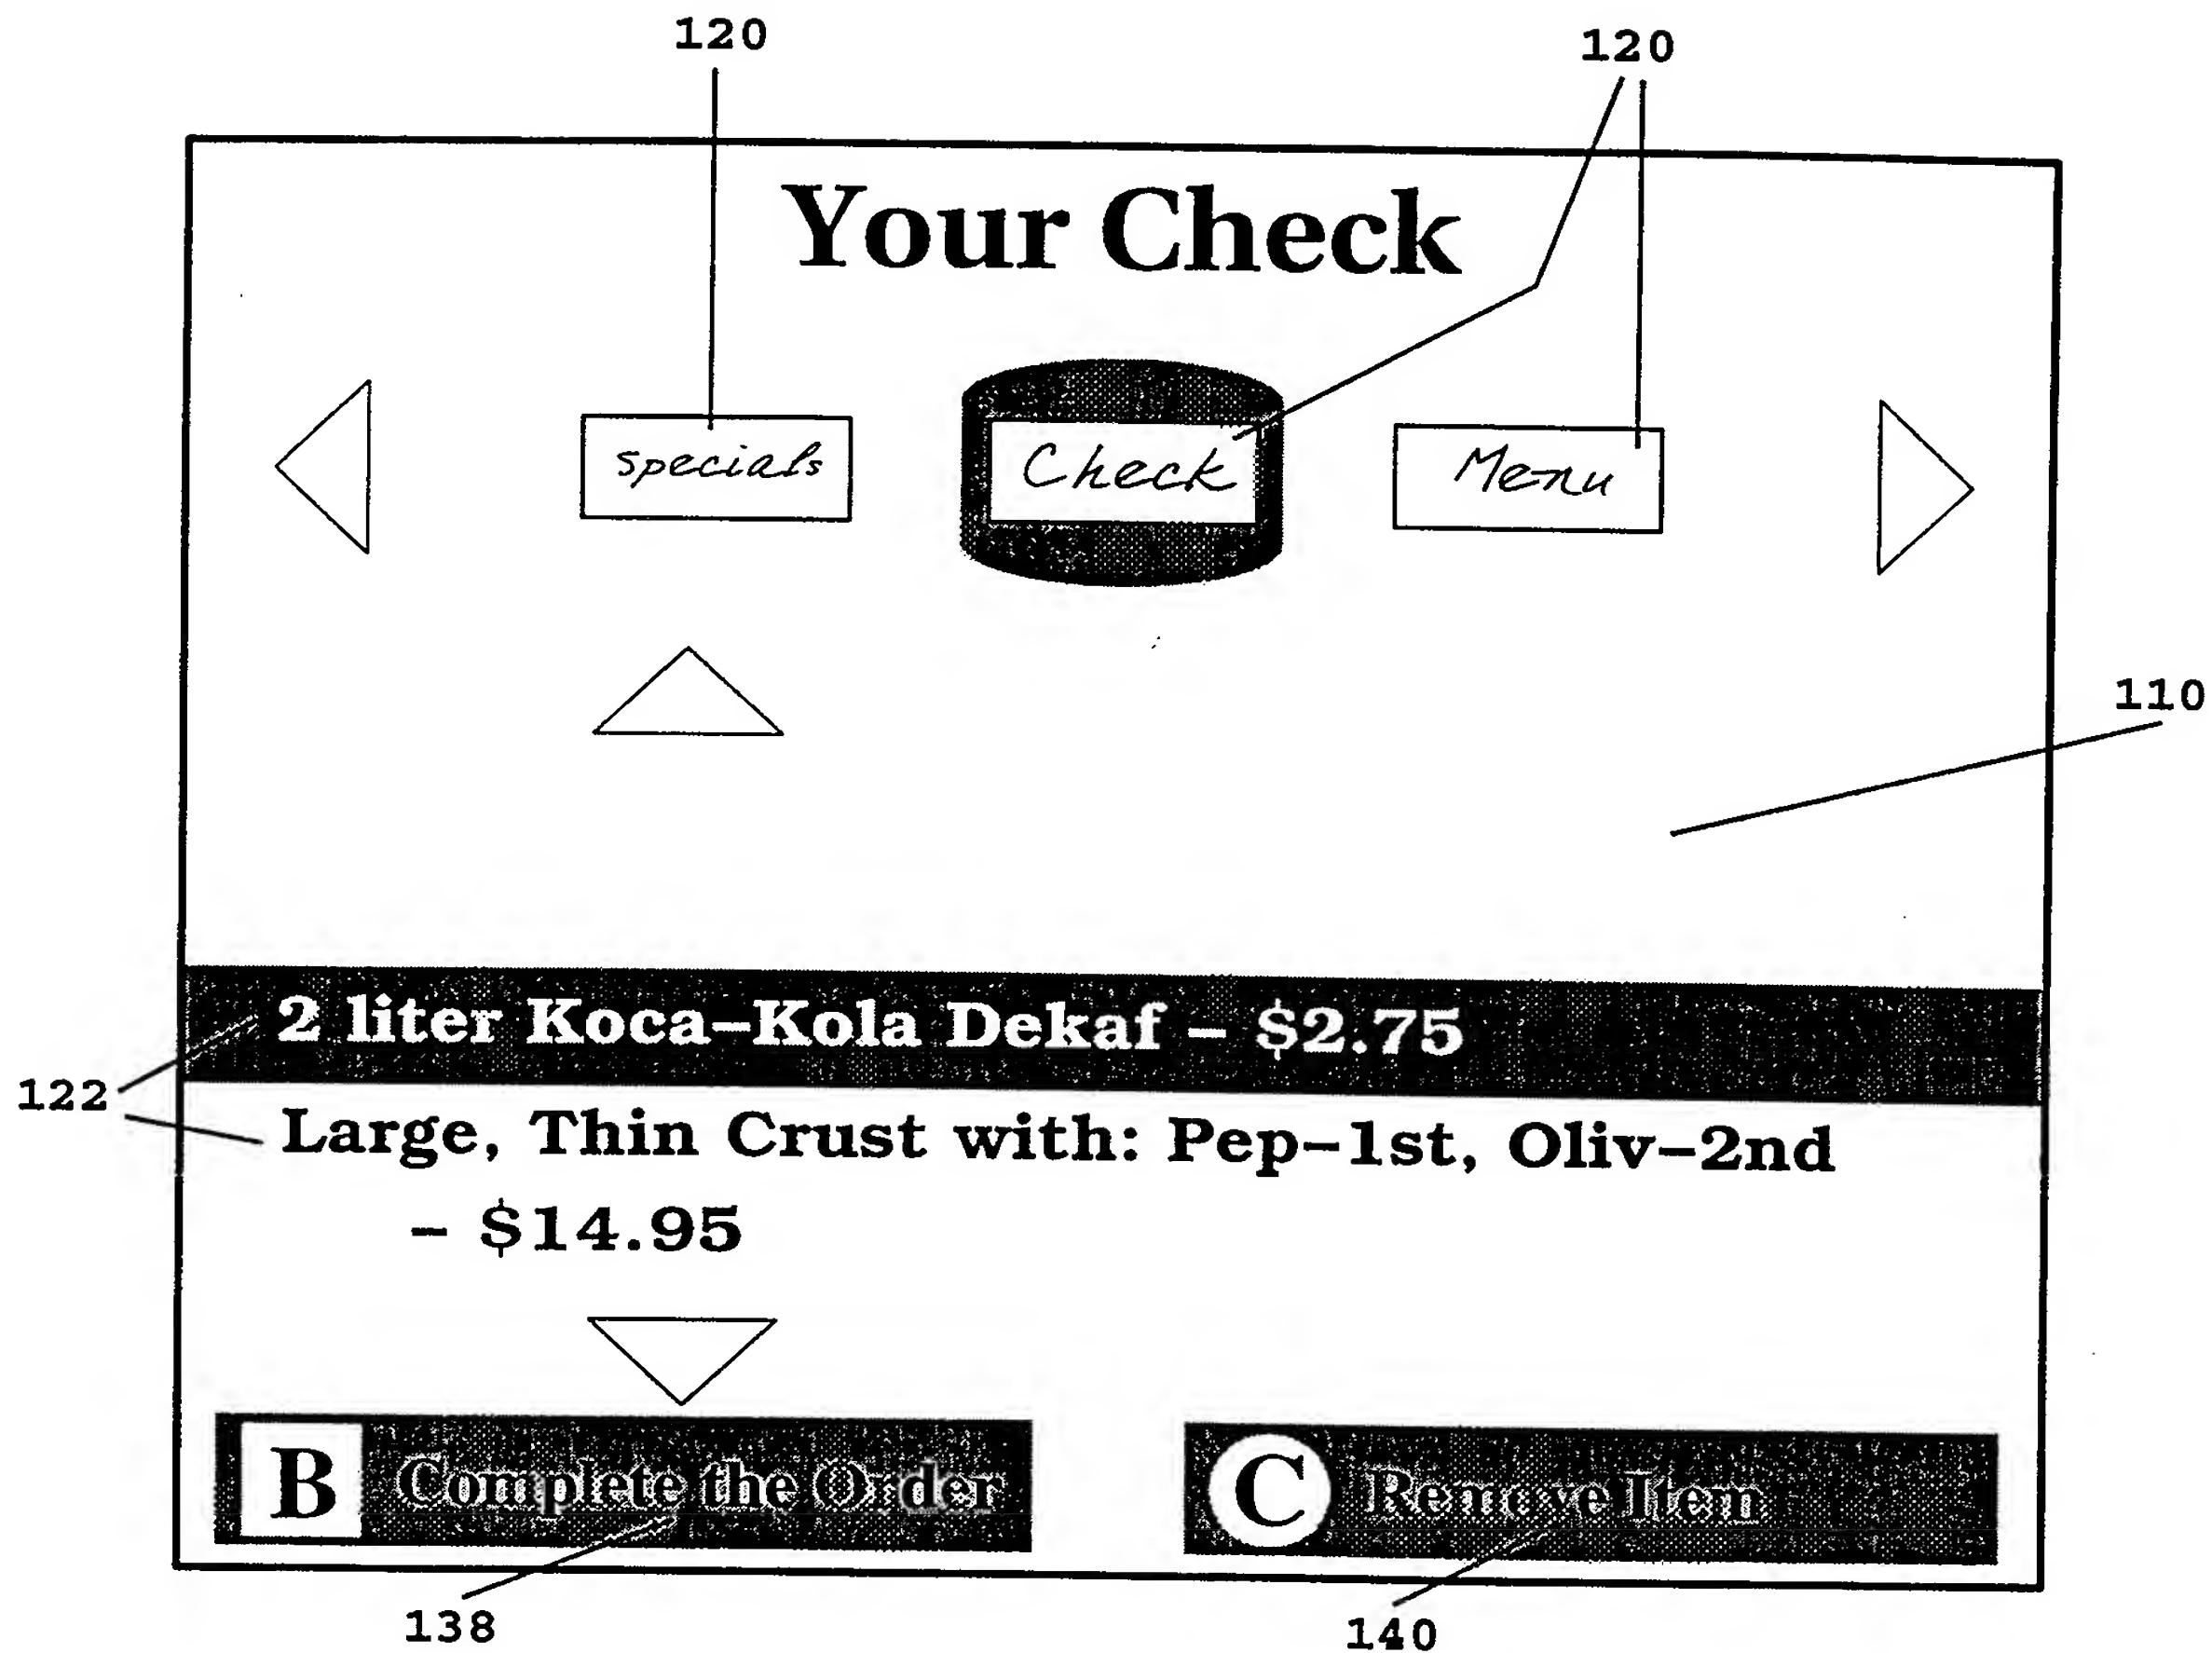 120 120
Your Check
specials Check Menu
110
2 liter Koca–Kola Dekaf – $2.75
122
Large, Thin Crust with: Pep–1st, Oliv–2nd
– $14.95
B Complete the Order C Remove Item
138 140